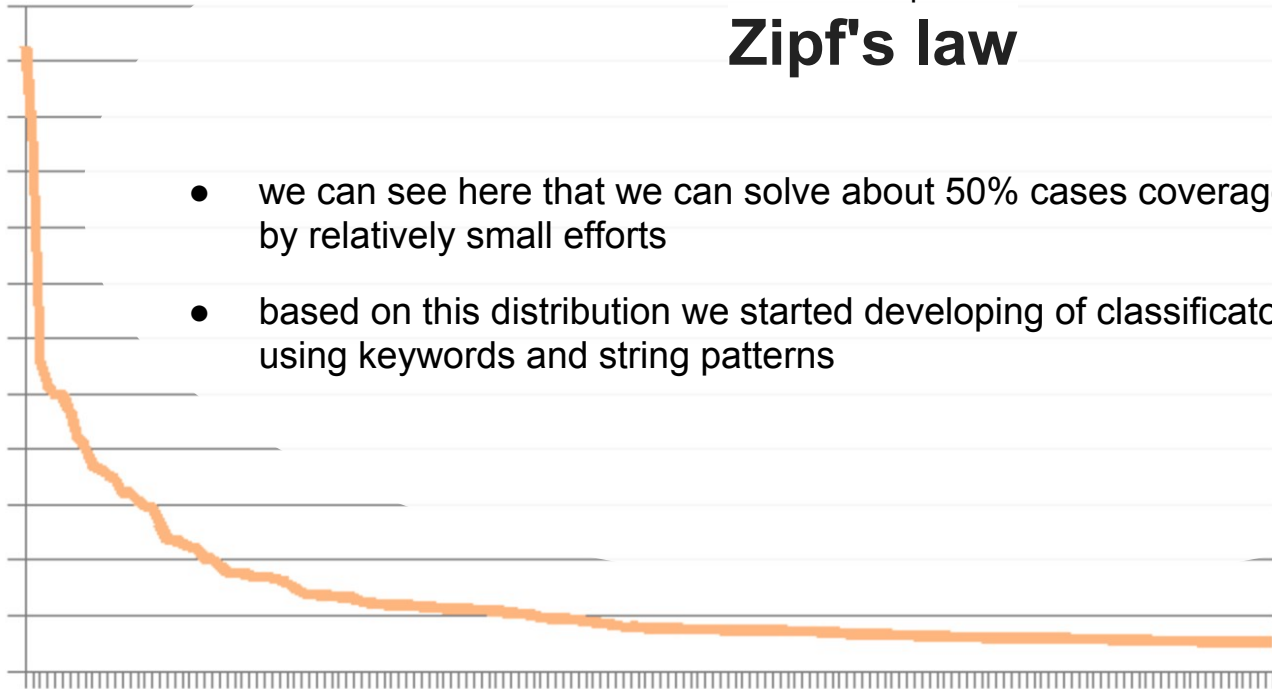 Zipf's law
● we can see here that we can solve about 50% cases coverag
by relatively small efforts
● based on this distribution we started developing of classificato
using keywords and string patterns